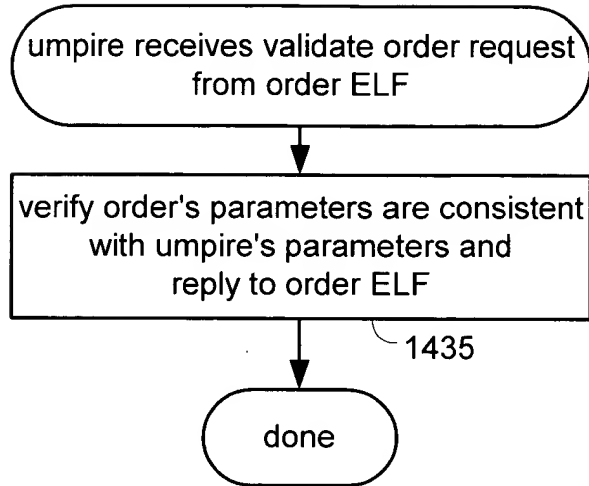 umpire receives validate order request
from order ELF
verify order's parameters are consistent
with umpire's parameters and
reply to order ELF
1435
done